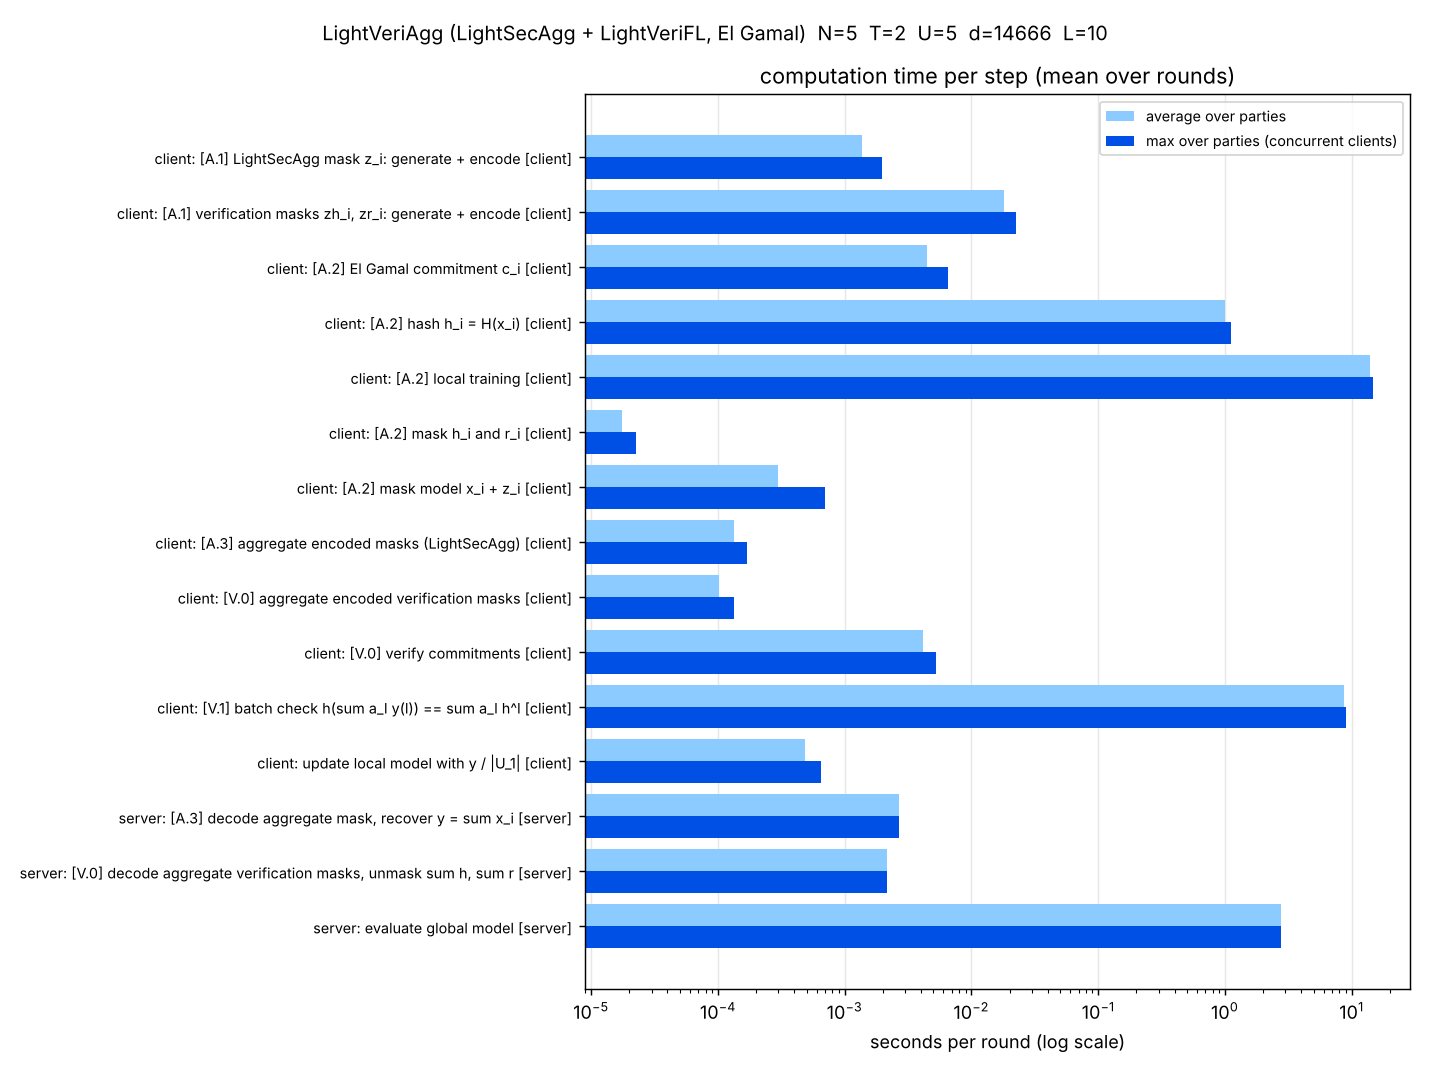 LightVeriAgg (LightSecAgg + LightVeriFL, El Gamal)  N=5  T=2  U=5  d=14666  L=10
computation time per step (mean over rounds)
average over parties
max over parties (concurrent clients)
client: [A.1] LightSecAgg mask z_i: generate + encode [client]
client: [A.1] verification masks zh_i, zr_i: generate + encode [client]
client: [A.2] El Gamal commitment c_i [client]
client: [A.2] hash h_i = H(x_i) [client]
client: [A.2] local training [client]
client: [A.2] mask h_i and r_i [client]
client: [A.2] mask model x_i + z_i [client]
client: [A.3] aggregate encoded masks (LightSecAgg) [client]
client: [V.0] aggregate encoded verification masks [client]
client: [V.0] verify commitments [client]
client: [V.1] batch check h(sum a_l y(l)) == sum a_l h^l [client]
client: update local model with y / |U_1| [client]
server: [A.3] decode aggregate mask, recover y = sum x_i [server]
server: [V.0] decode aggregate verification masks, unmask sum h, sum r [server]
server: evaluate global model [server]
10⁻⁵ 10⁻⁴ 10⁻³ 10⁻² 10⁻¹ 10⁰ 10¹
seconds per round (log scale)